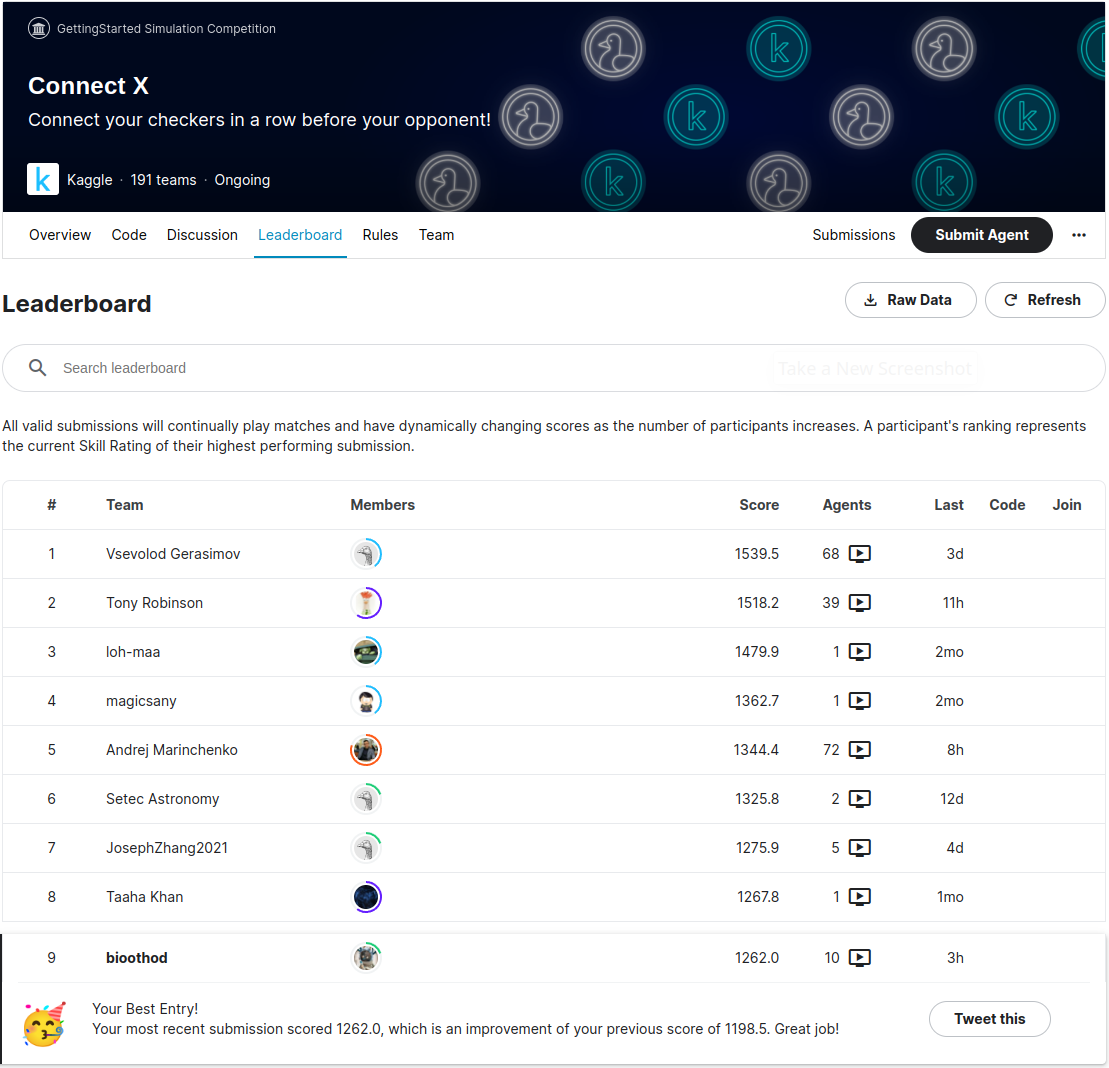 GettingStarted Simulation Competition
Connect X
Connect your checkers in a row before your opponent!
k Kaggle · 191 teams · Ongoing
Overview Code Discussion Leaderboard Rules Team Submissions Submit Agent
Leaderboard Raw Data Refresh
Search leaderboard Take a New Screenshot
All valid submissions will continually play matches and have dynamically changing scores as the number of participants increases. A participant's ranking represents
the current Skill Rating of their highest performing submission.
# Team Members Score Agents Last Code Join
1 Vsevolod Gerasimov 1539.5 68 3d
2 Tony Robinson 1518.2 39 11h
3 loh-maa 1479.9 1 2mo
4 magicsany 1362.7 1 2mo
5 Andrej Marinchenko 1344.4 72 8h
6 Setec Astronomy 1325.8 2 12d
7 JosephZhang2021 1275.9 5 4d
8 Taaha Khan 1267.8 1 1mo
9 bioothod 1262.0 10 3h
Your Best Entry!
Your most recent submission scored 1262.0, which is an improvement of your previous score of 1198.5. Great job!
Tweet this